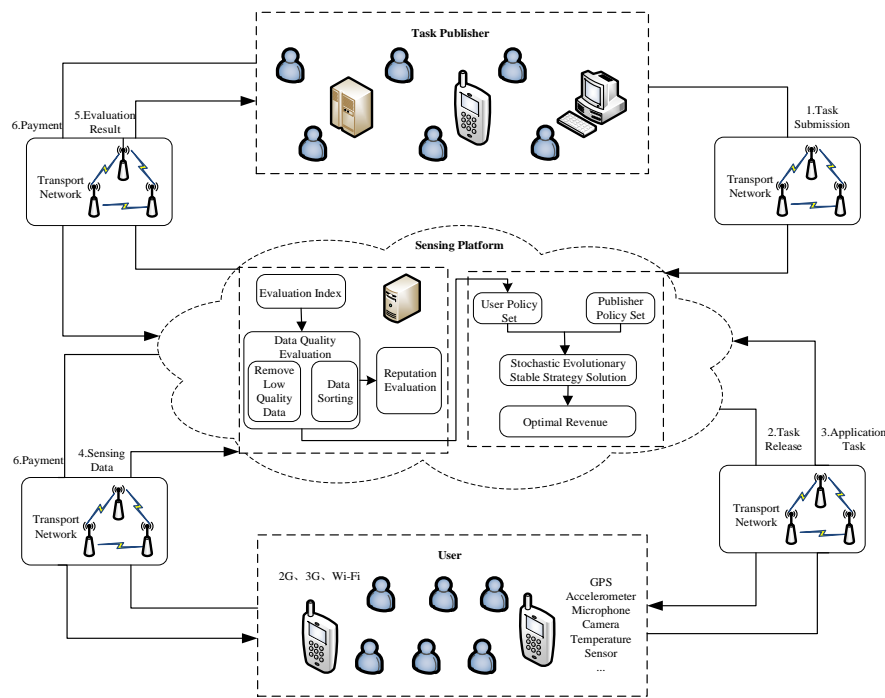 Task Publisher
6.Payment
5.Evaluation
Result
1.Task
Submission
Transport
Network
Transport
Network
Sensing Platform
Evaluation Index
Data Quality
Evaluation
Remove
Low
Quality
Data
Data
Sorting
Reputation
Evaluation
User Policy
Set
Publisher
Policy Set
Stochastic Evolutionary
Stable Strategy Solution
Optimal Revenue
6.Payment
4.Sensing
Data
2.Task
Release
3.Application
Task
Transport
Network
Transport
Network
User
2G、3G、Wi-Fi
GPS
Accelerometer
Microphone
Camera
Temperature
Sensor
...